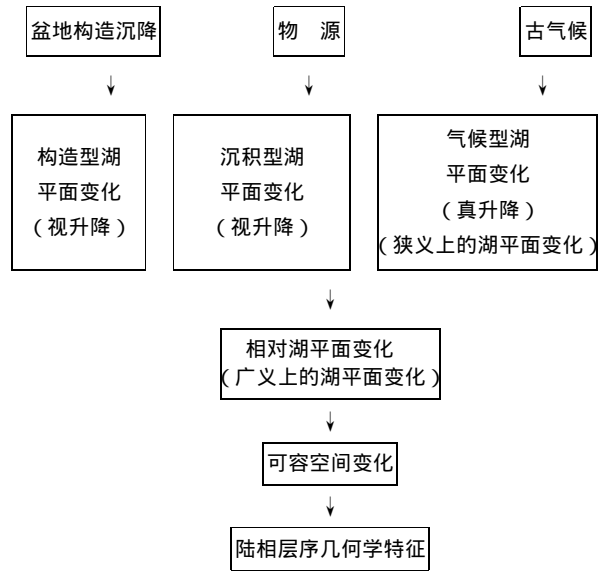 盆地构造沉降
物 源
古气候
构造型湖
平面变化
(视升降)
沉积型湖
平面变化
(视升降)
气候型湖
平面变化
(真升降)
(狭义上的湖平面变化)
相对湖平面变化
(广义上的湖平面变化)
可容空间变化
陆相层序几何学特征